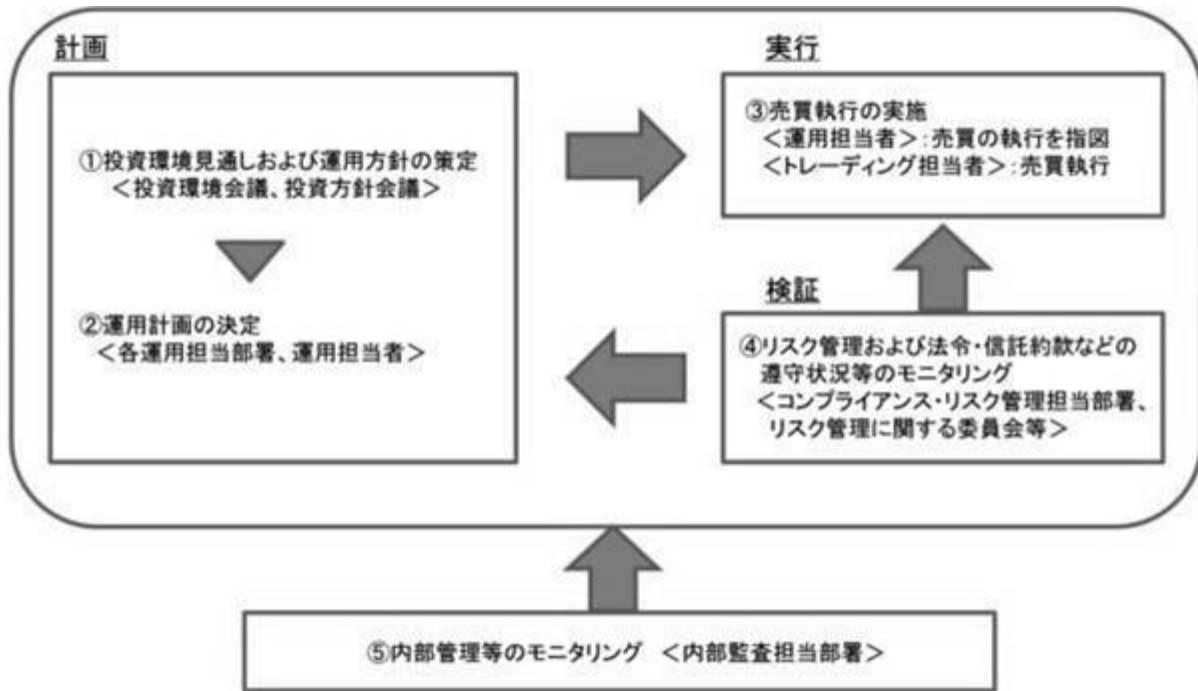 計画
①投資環境見通しおよび運用方針の策定
＜投資環境会議、投資方針会議＞
②運用計画の決定
＜各運用担当部署、運用担当者＞
実行
③売買執行の実施
＜運用担当者＞:売買の執行を指図
＜トレーディング担当者＞:売買執行
検証
④リスク管理および法令・信託約款などの
遵守状況等のモニタリング
＜コンプライアンス・リスク管理担当部署、
リスク管理に関する委員会等＞
⑤内部管理等のモニタリング ＜内部監査担当部署＞